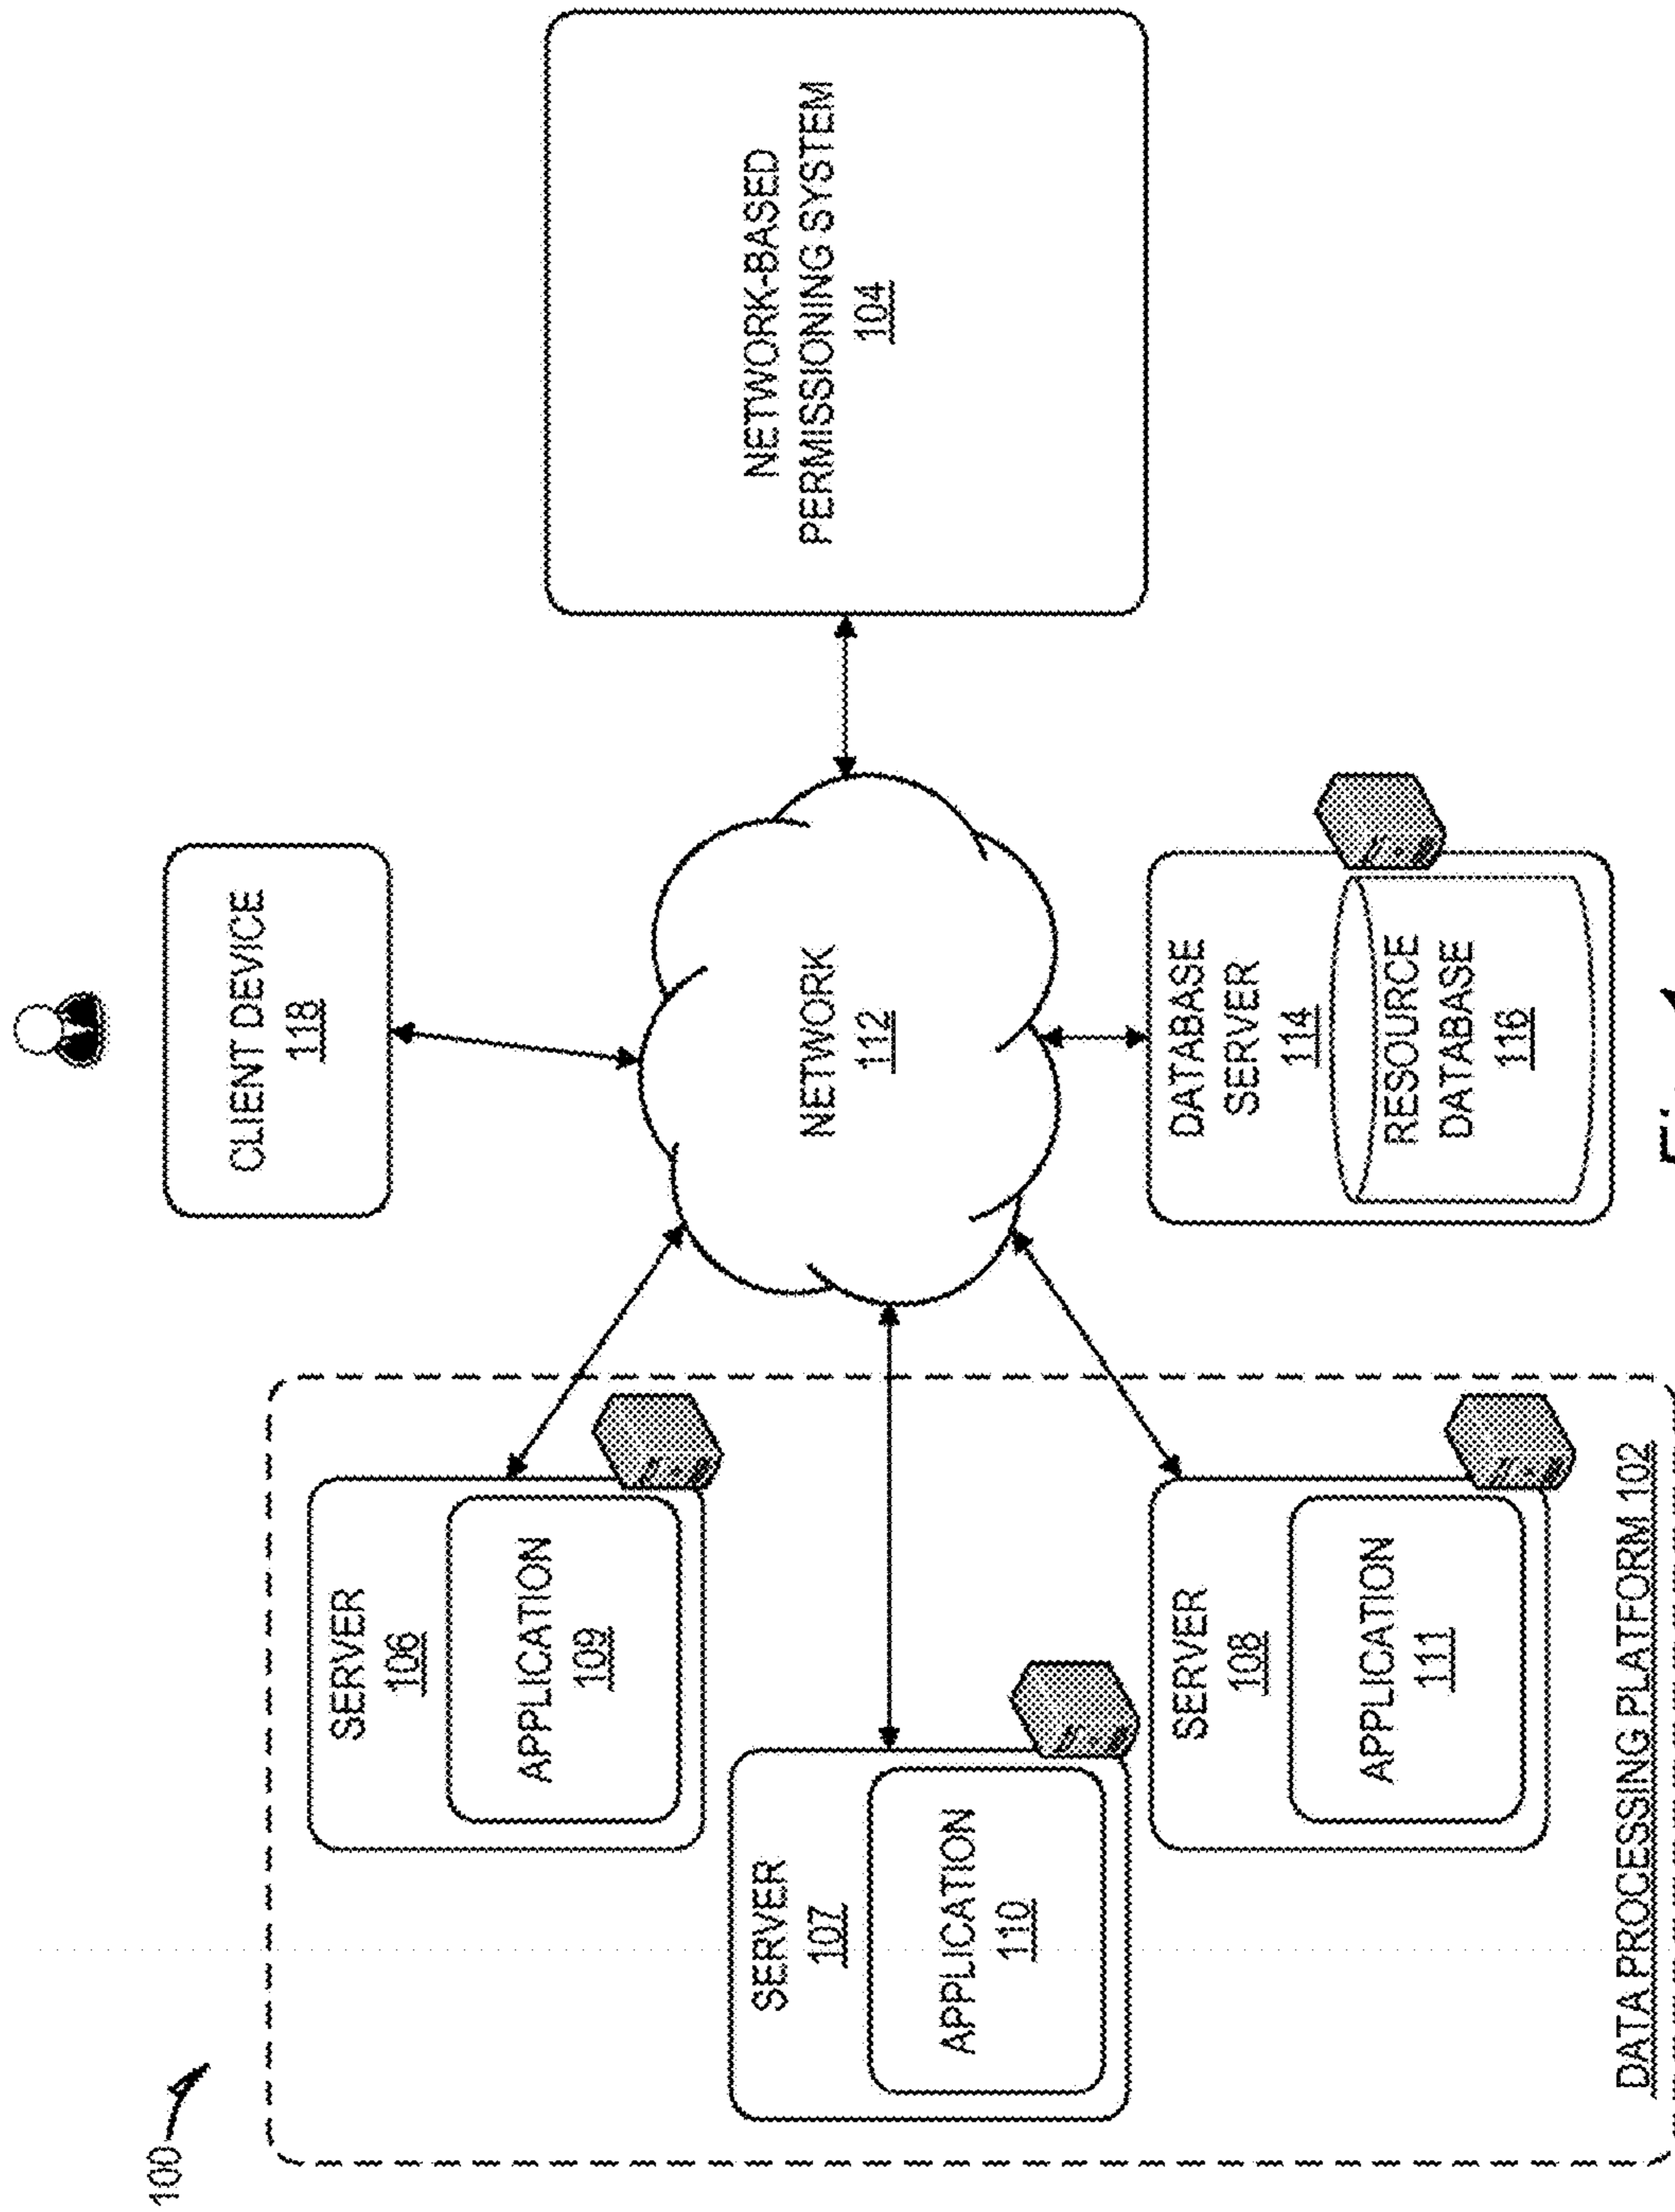 100
CLIENT DEVICE
118
SERVER
106
APPLICATION
109
SERVER
107
APPLICATION
110
SERVER
108
APPLICATION
111
DATA PROCESSING PLATFORM 102
NETWORK
112
NETWORK-BASED
PERMISSIONING SYSTEM
104
DATABASE
SERVER
114
RESOURCE
DATABASE
116